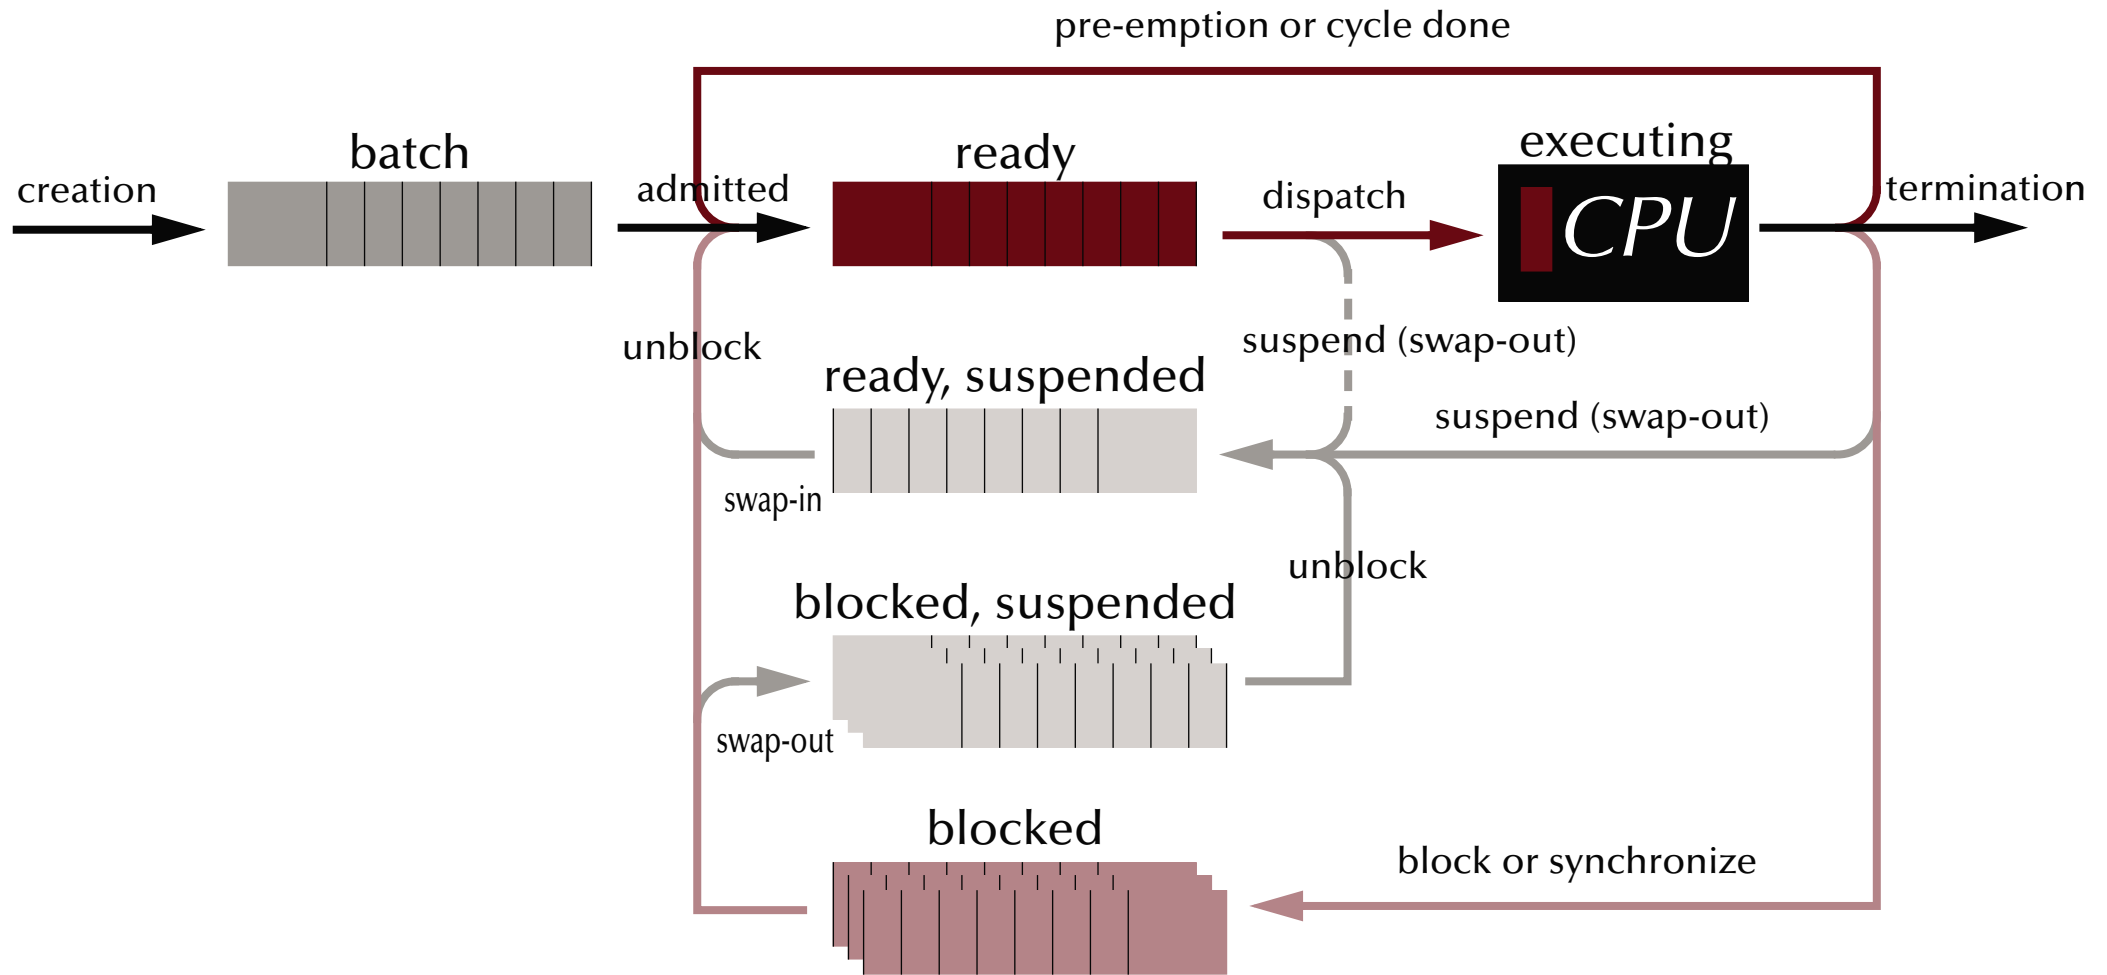 pre-emption or cycle done
creation
batch
admitted
ready
dispatch
executing
CPU
termination
unblock
suspend (swap-out)
ready, suspended
suspend (swap-out)
swap-in
unblock
blocked, suspended
swap-out
blocked
block or synchronize